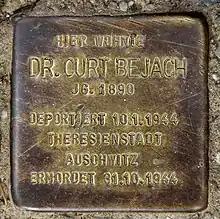 HIER WOHNTE
DR. CURT BEJACH
JG. 1890
DEPORTIERT 10.1.1944
THERESIENSTADT
AUSCHWITZ
ERMORDET 31.10.1944